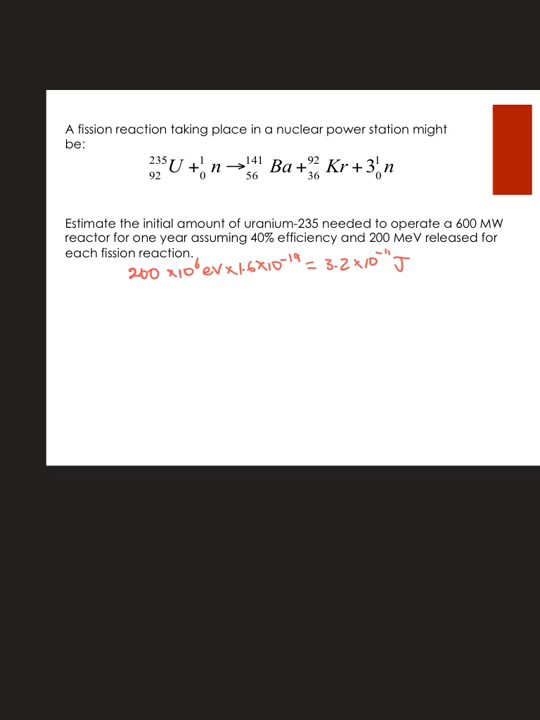 A fission reaction taking place in a nuclear power station might
be:
²³⁵₉₂U + ¹₀n → ¹⁴¹₅₆Ba + ⁹²₃₆Kr + 3¹₀n
Estimate the initial amount of uranium-235 needed to operate a 600 MW
reactor for one year assuming 40% efficiency and 200 MeV released for
each fission reaction.
200 ×10⁶ eV × 1.6×10⁻¹⁹ = 3.2 ×10⁻¹¹ J